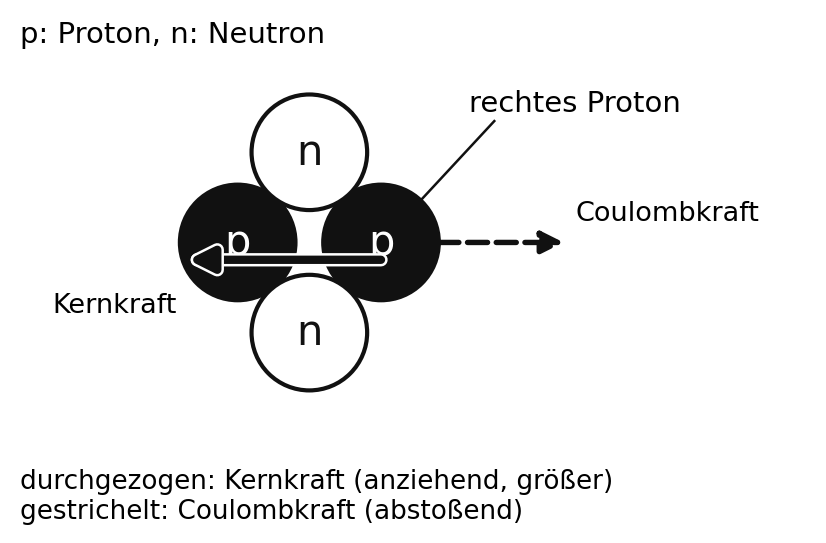 p: Proton, n: Neutron
rechtes Proton
n
Coulombkraft
p
p
Kernkraft
n
durchgezogen: Kernkraft (anziehend, größer)
gestrichelt: Coulombkraft (abstoßend)